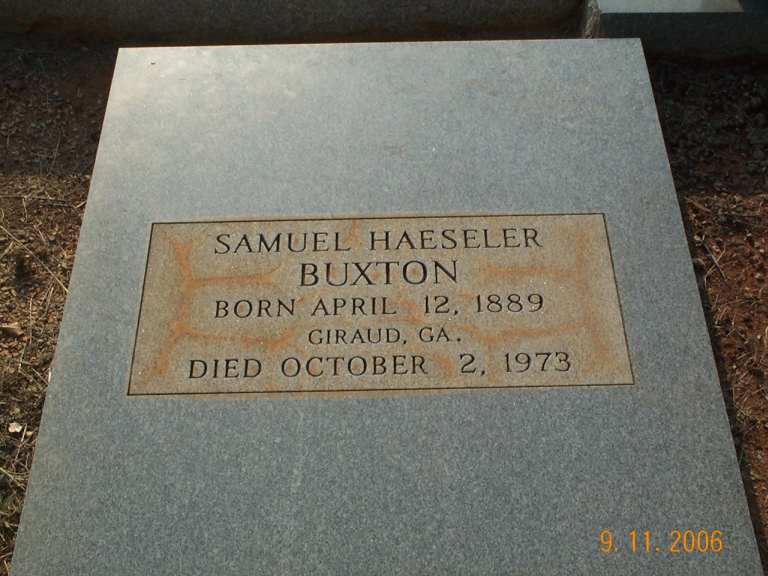 SAMUEL HAESELER
BUXTON
BORN APRIL 12, 1889
GIRAUD, GA.
DIED OCTOBER 2, 1973
9. 11. 2006